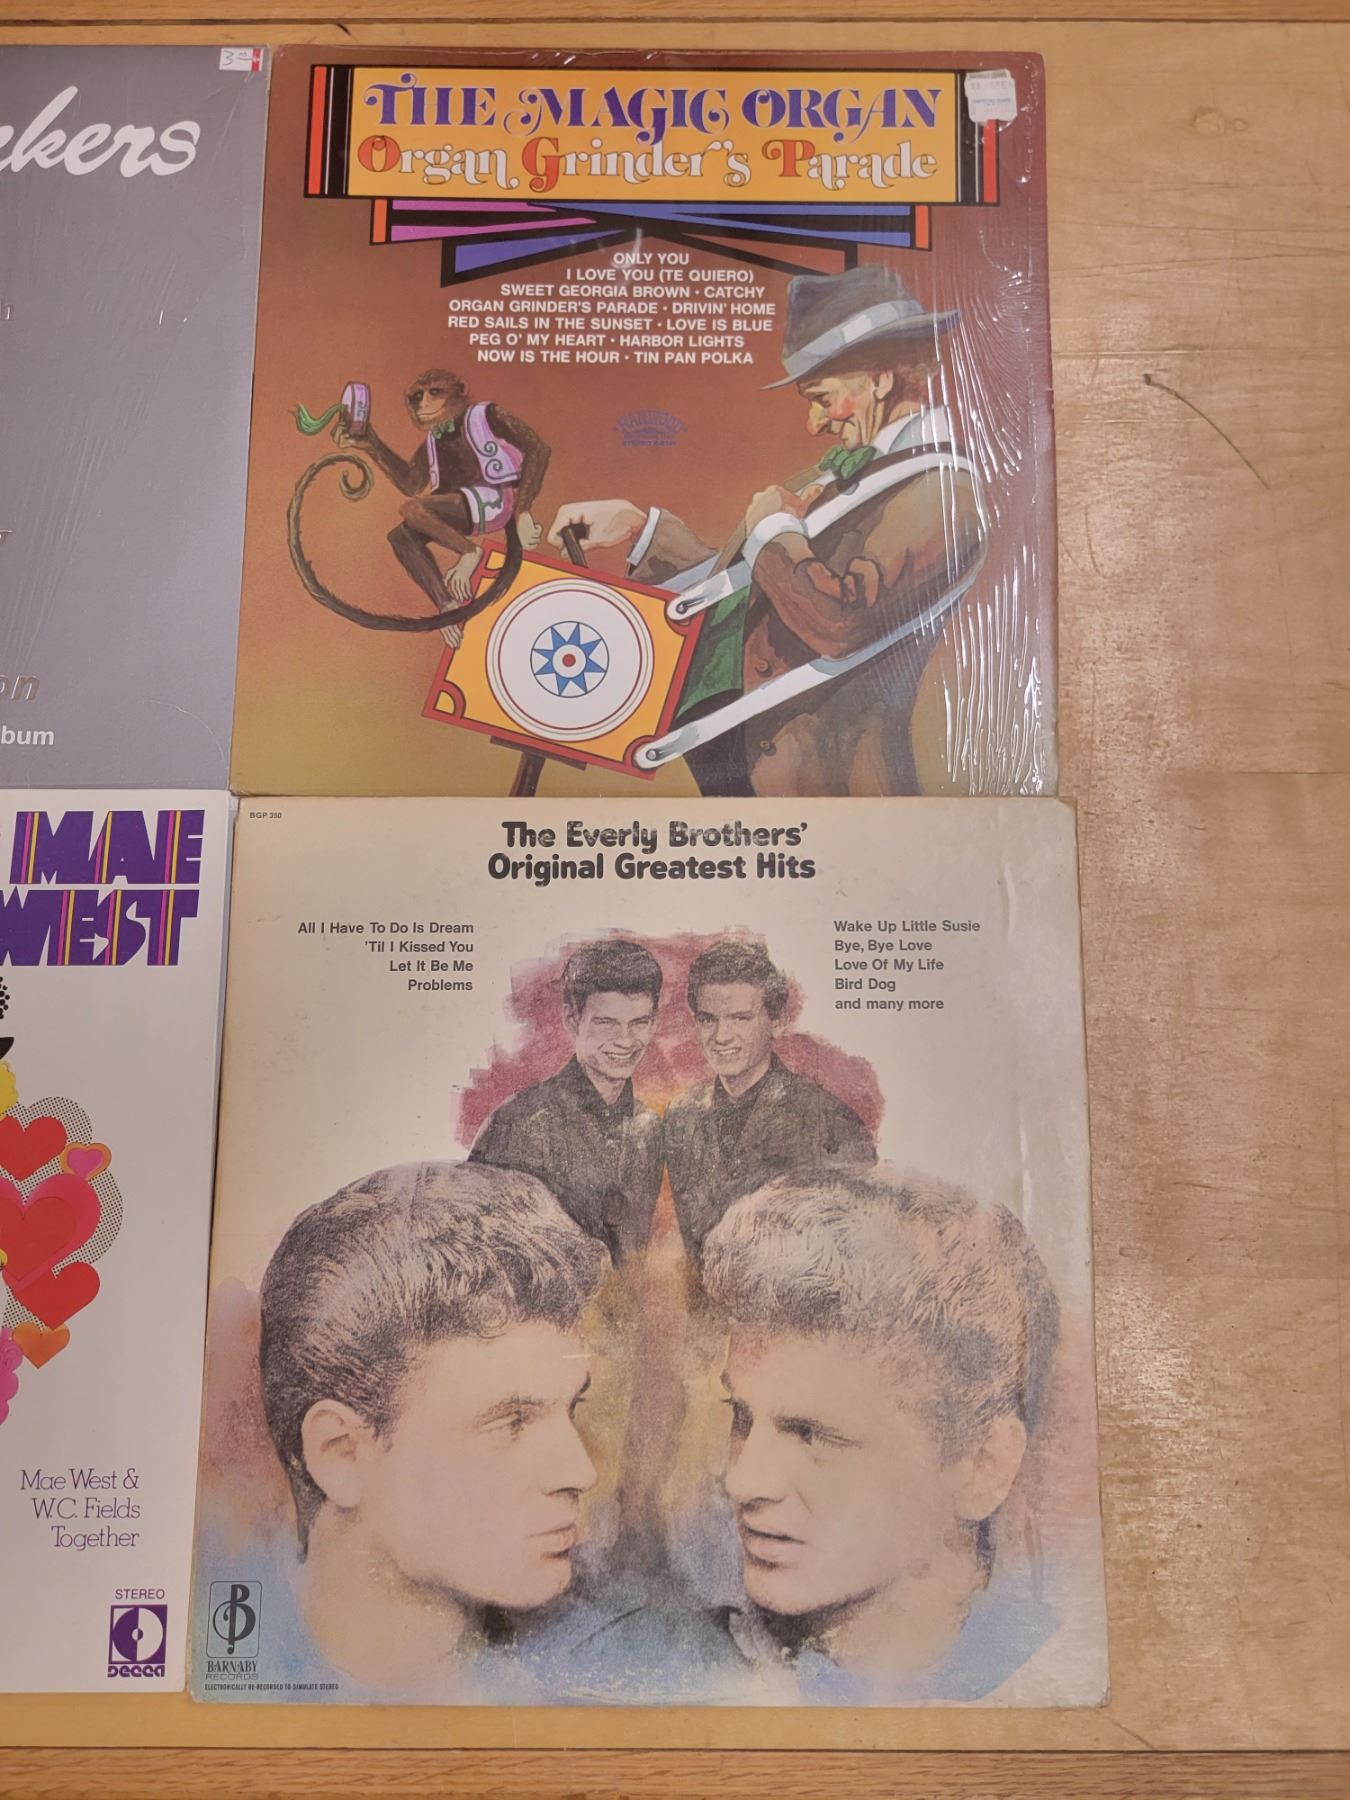 ckers
on
bum
THE MAGIC ORGAN
Organ Grinder's Parade
ONLY YOU
I LOVE YOU (TE QUIERO)
SWEET GEORGIA BROWN • CATCHY
ORGAN GRINDER'S PARADE • DRIVIN' HOME
RED SAILS IN THE SUNSET • LOVE IS BLUE
PEG O' MY HEART • HARBOR LIGHTS
NOW IS THE HOUR • TIN PAN POLKA
RANWOOD
MAE
WEST
Mae West &
W.C. Fields
Together
STEREO
DECCA
BGP 350
The Everly Brothers'
Original Greatest Hits
All I Have To Do Is Dream
'Til I Kissed You
Let It Be Me
Problems
Wake Up Little Susie
Bye, Bye Love
Love Of My Life
Bird Dog
and many more
B
BARNABY
RECORDS
ELECTRONICALLY RE-RECORDED TO SIMULATE STEREO